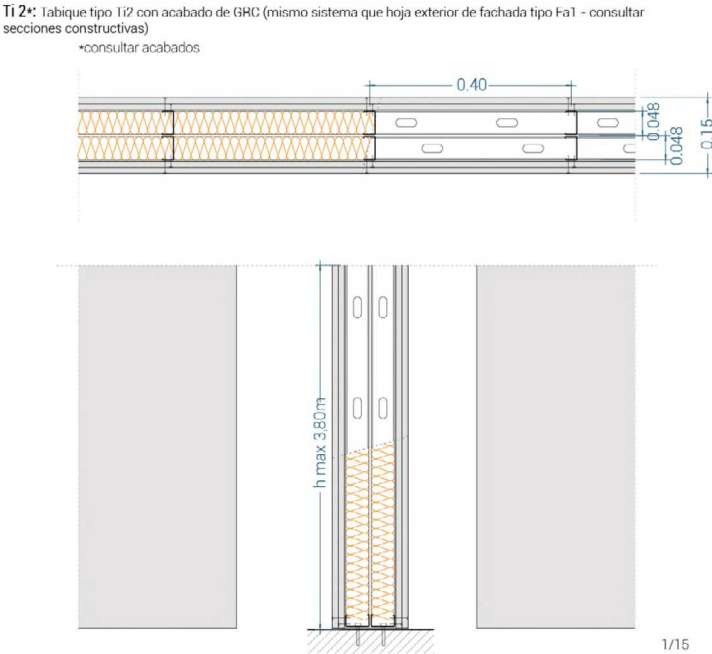 Ti 2*: Tabique tipo Ti2 con acabado de GRC (mismo sistema que hoja exterior de fachada tipo Fa1 - consultar
secciones constructivas)
*consultar acabados
0.40
0.048
0.048
0.15
h max 3,80m
1/15